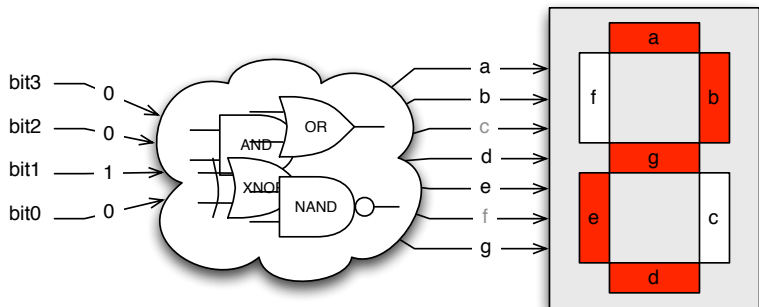 bit3
0
bit2
0
bit1
1
bit0
0
AND
OR
XNOR
NAND
a
b
c
d
e
f
g
a
f
b
g
e
c
d